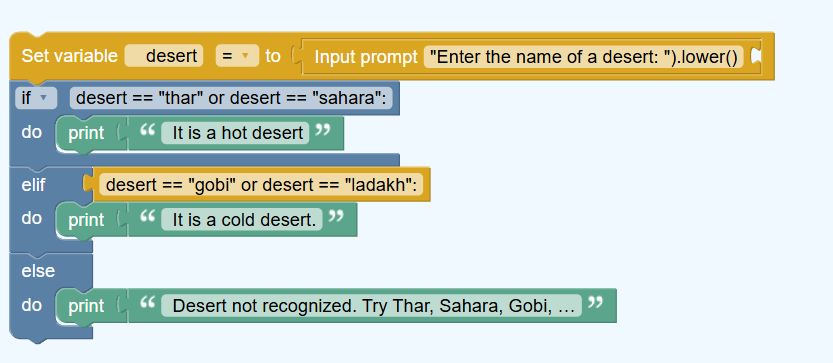 Set variable desert = to Input prompt "Enter the name of a desert: ").lower()
if desert == "thar" or desert == "sahara":
do print “ It is a hot desert ”
elif desert == "gobi" or desert == "ladakh":
do print “ It is a cold desert. ”
else
do print “ Desert not recognized. Try Thar, Sahara, Gobi, ... ”